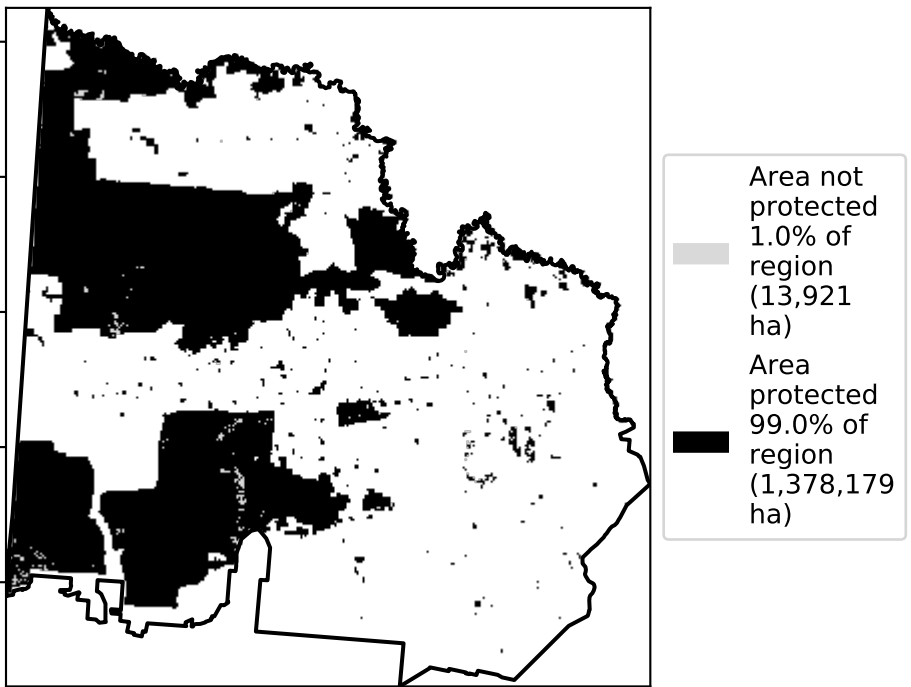 Area not
protected
1.0% of
region
(13,921
ha)
Area
protected
99.0% of
region
(1,378,179
ha)